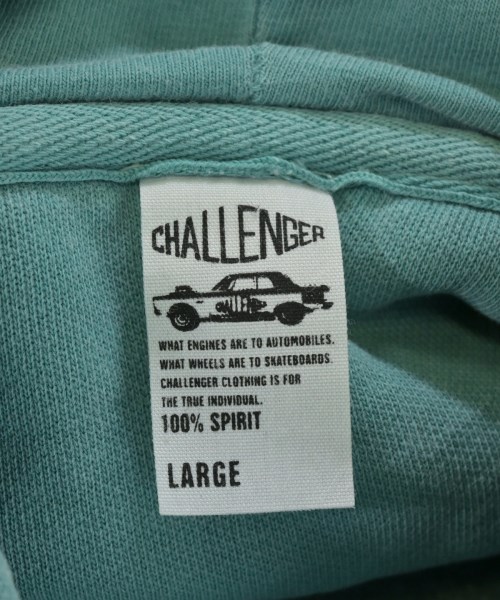 CHALLENGER
WHAT ENGINES ARE TO AUTOMOBILES.
WHAT WHEELS ARE TO SKATEBOARDS.
CHALLENGER CLOTHING IS FOR
THE TRUE INDIVIDUAL.
100% SPIRIT
LARGE